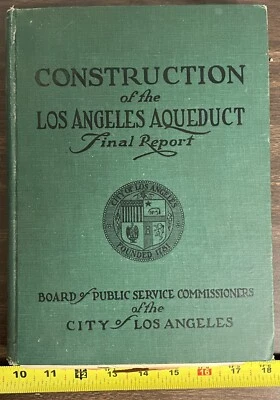 CONSTRUCTION
of the
LOS ANGELES AQUEDUCT
Final Report
CITY OF LOS ANGELES
FOUNDED 1781
BOARD of PUBLIC SERVICE COMMISSIONERS
of the
CITY of LOS ANGELES
10 11 12 13 14 15 16 17 18